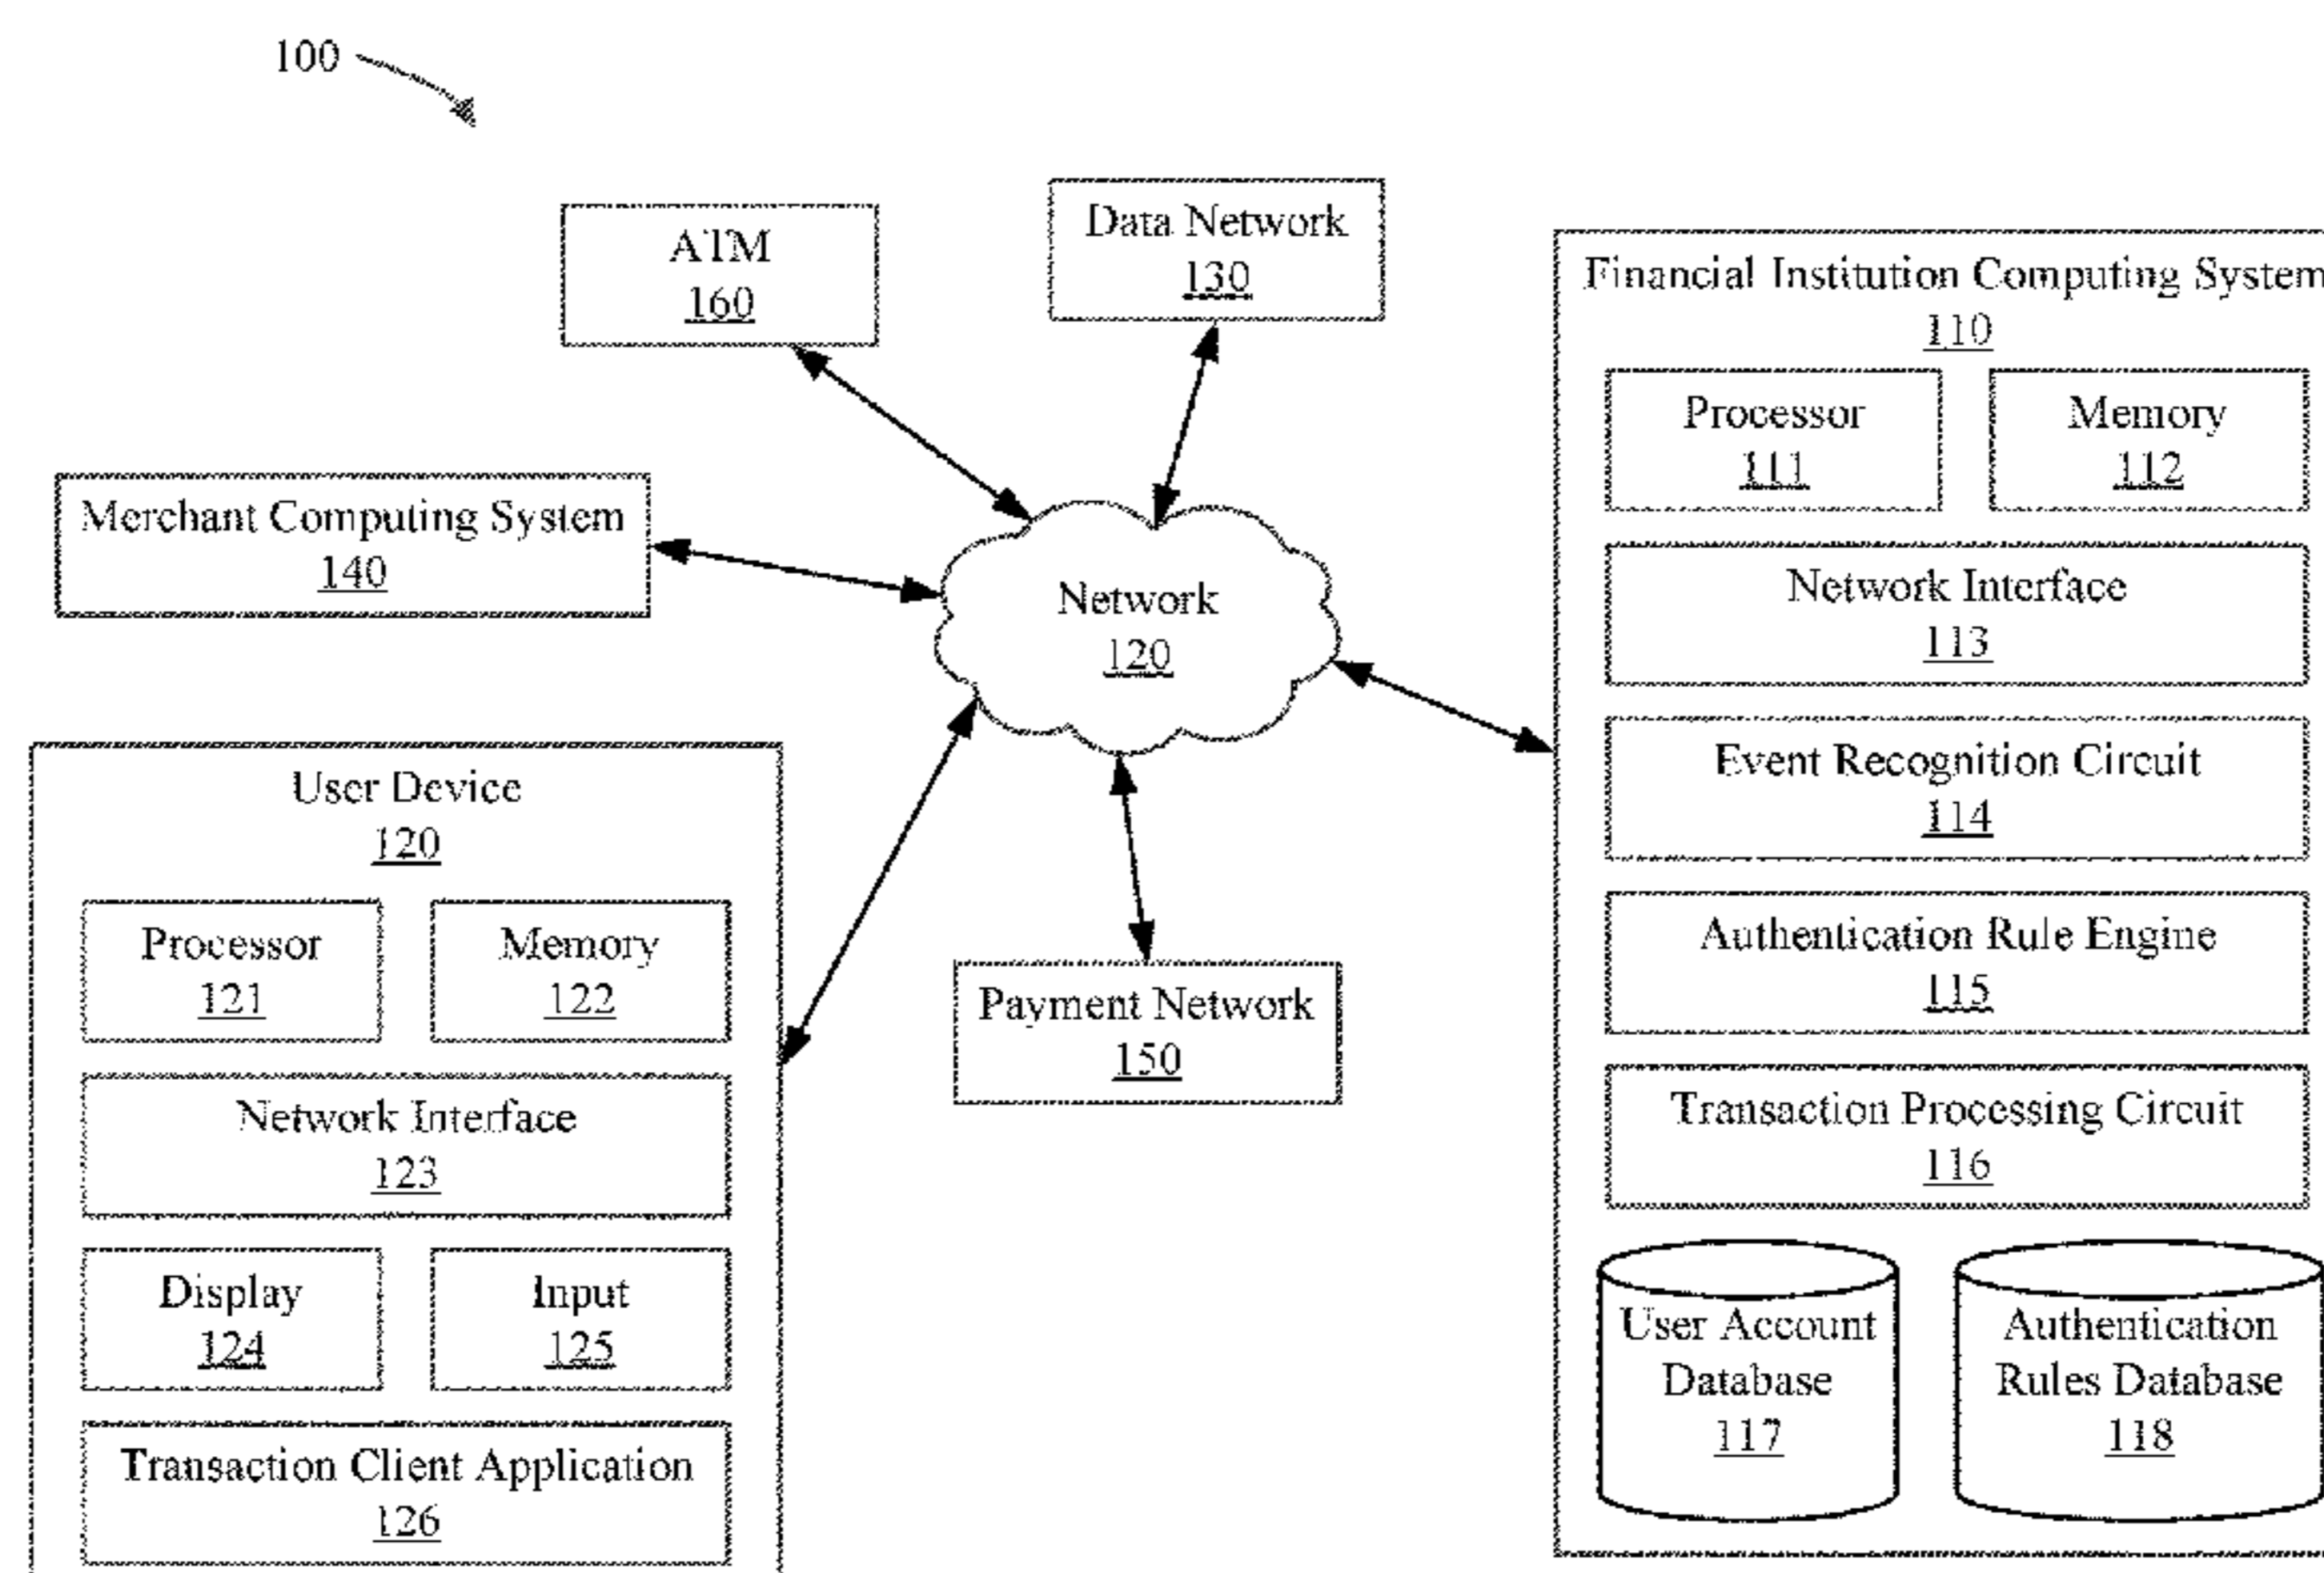 100
ATM
160
Data Network
130
Merchant Computing System
140
Network
120
Payment Network
150
User Device
120
Processor
121
Memory
122
Network Interface
123
Display
124
Input
125
Transaction Client Application
126
Financial Institution Computing System
110
Processor
111
Memory
112
Network Interface
113
Event Recognition Circuit
114
Authentication Rule Engine
115
Transaction Processing Circuit
116
User Account
Database
117
Authentication
Rules Database
118